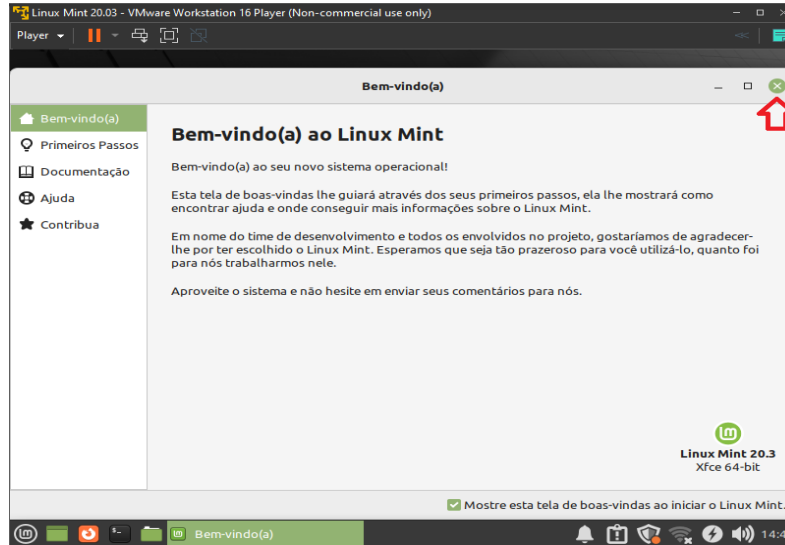 Linux Mint 20.03 - VMware Workstation 16 Player (Non-commercial use only)
Player
Bem-vindo(a)
Bem-vindo(a)
Primeiros Passos
Documentação
Ajuda
Contribua
Bem-vindo(a) ao Linux Mint
Bem-vindo(a) ao seu novo sistema operacional!
Esta tela de boas-vindas lhe guiará através dos seus primeiros passos, ela lhe mostrará como
encontrar ajuda e onde conseguir mais informações sobre o Linux Mint.
Em nome do time de desenvolvimento e todos os envolvidos no projeto, gostaríamos de agradecer-
lhe por ter escolhido o Linux Mint. Esperamos que seja tão prazeroso para você utilizá-lo, quanto foi
para nós trabalharmos nele.
Aproveite o sistema e não hesite em enviar seus comentários para nós.
Linux Mint 20.3
Xfce 64-bit
Mostre esta tela de boas-vindas ao iniciar o Linux Mint.
Bem-vindo(a)